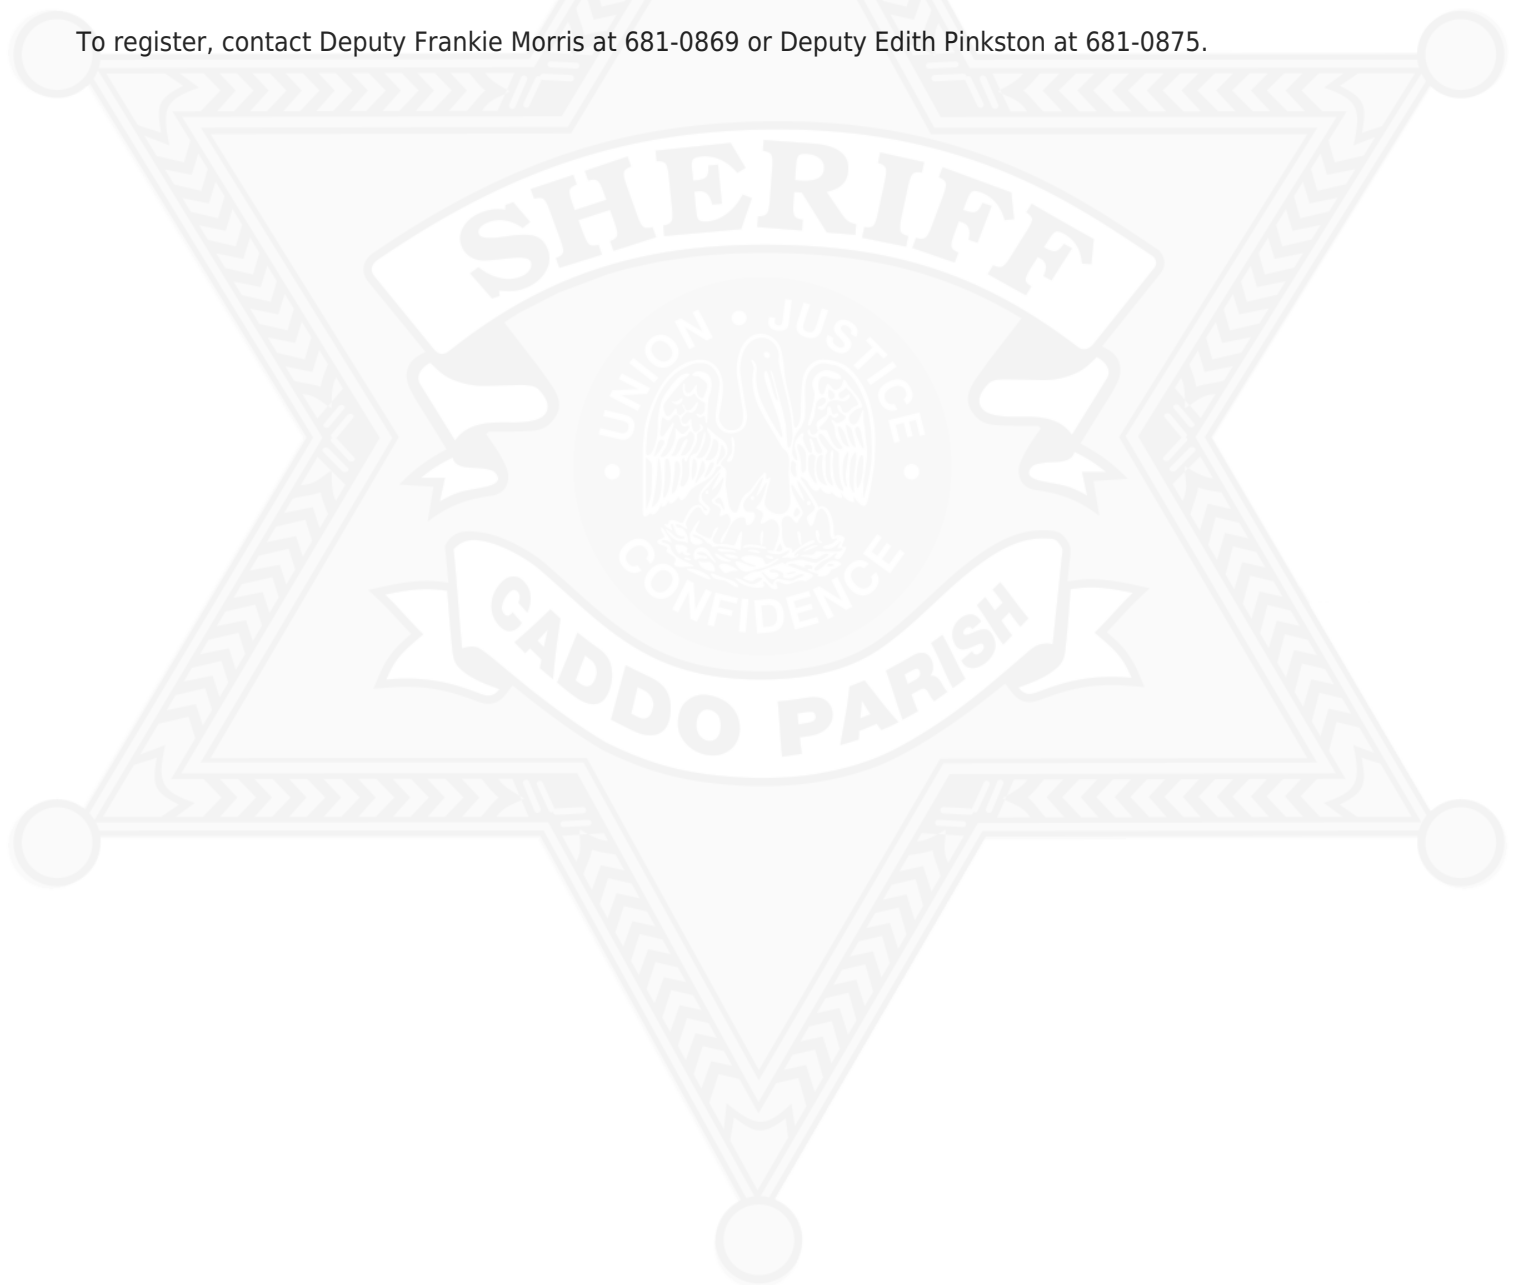 To register, contact Deputy Frankie Morris at 681-0869 or Deputy Edith Pinkston at 681-0875.
SHERIFF
UNION • JUSTICE
• CONFIDENCE •
CADDO PARISH